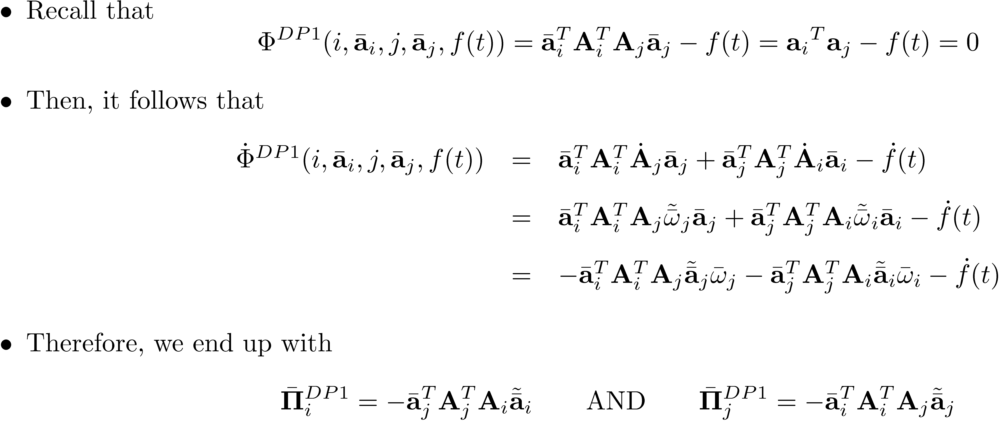 • Recall that
$\Phi^{DP1}(i, \bar{\mathbf{a}}_i, j, \bar{\mathbf{a}}_j, f(t)) = \bar{\mathbf{a}}_i^T \mathbf{A}_i^T \mathbf{A}_j \bar{\mathbf{a}}_j - f(t) = {\mathbf{a}_i}^T \mathbf{a}_j - f(t) = 0$
• Then, it follows that
$\dot{\Phi}^{DP1}(i, \bar{\mathbf{a}}_i, j, \bar{\mathbf{a}}_j, f(t)) = \bar{\mathbf{a}}_i^T \mathbf{A}_i^T \dot{\mathbf{A}}_j \bar{\mathbf{a}}_j + \bar{\mathbf{a}}_j^T \mathbf{A}_j^T \dot{\mathbf{A}}_i \bar{\mathbf{a}}_i - \dot{f}(t)$
$= \bar{\mathbf{a}}_i^T \mathbf{A}_i^T \mathbf{A}_j \tilde{\bar{\omega}}_j \bar{\mathbf{a}}_j + \bar{\mathbf{a}}_j^T \mathbf{A}_j^T \mathbf{A}_i \tilde{\bar{\omega}}_i \bar{\mathbf{a}}_i - \dot{f}(t)$
$= -\bar{\mathbf{a}}_i^T \mathbf{A}_i^T \mathbf{A}_j \tilde{\bar{\mathbf{a}}}_j \bar{\omega}_j - \bar{\mathbf{a}}_j^T \mathbf{A}_j^T \mathbf{A}_i \tilde{\bar{\mathbf{a}}}_i \bar{\omega}_i - \dot{f}(t)$
• Therefore, we end up with
$\bar{\mathbf{\Pi}}_i^{DP1} = -\bar{\mathbf{a}}_j^T \mathbf{A}_j^T \mathbf{A}_i \tilde{\bar{\mathbf{a}}}_i$ AND $\bar{\mathbf{\Pi}}_j^{DP1} = -\bar{\mathbf{a}}_i^T \mathbf{A}_i^T \mathbf{A}_j \tilde{\bar{\mathbf{a}}}_j$